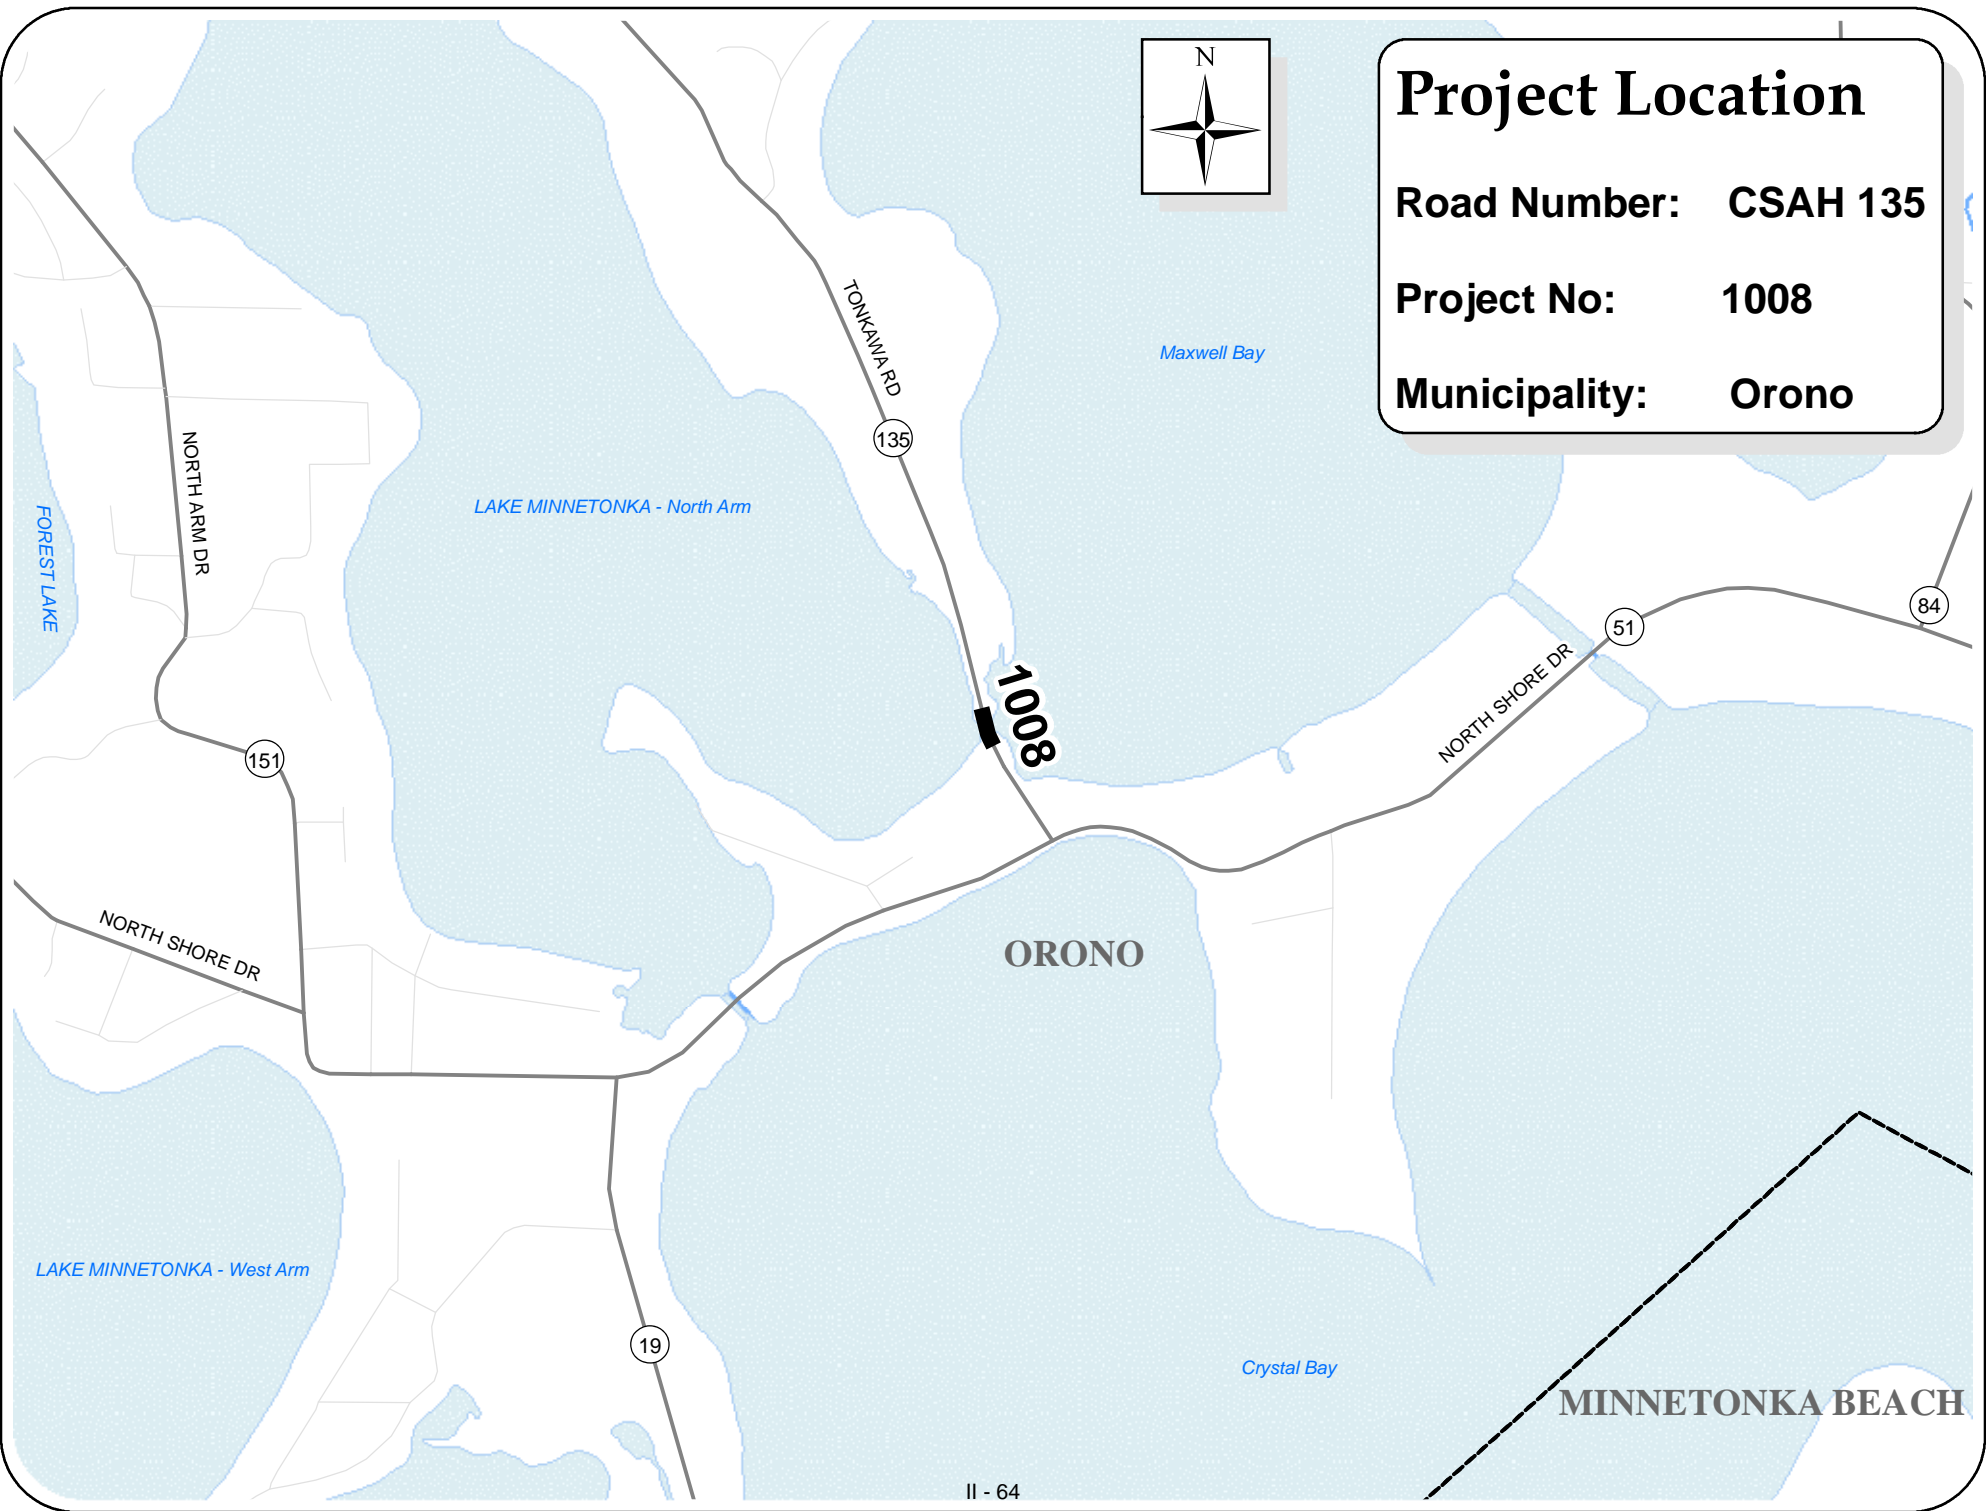 N
Project Location
Road Number: CSAH 135
Project No: 1008
Municipality: Orono
TONKAWA RD
135
Maxwell Bay
NORTH ARM DR
LAKE MINNETONKA - North Arm
FOREST LAKE
84
51
NORTH SHORE DR
1008
151
NORTH SHORE DR
ORONO
LAKE MINNETONKA - West Arm
19
Crystal Bay
MINNETONKA BEACH
II - 64